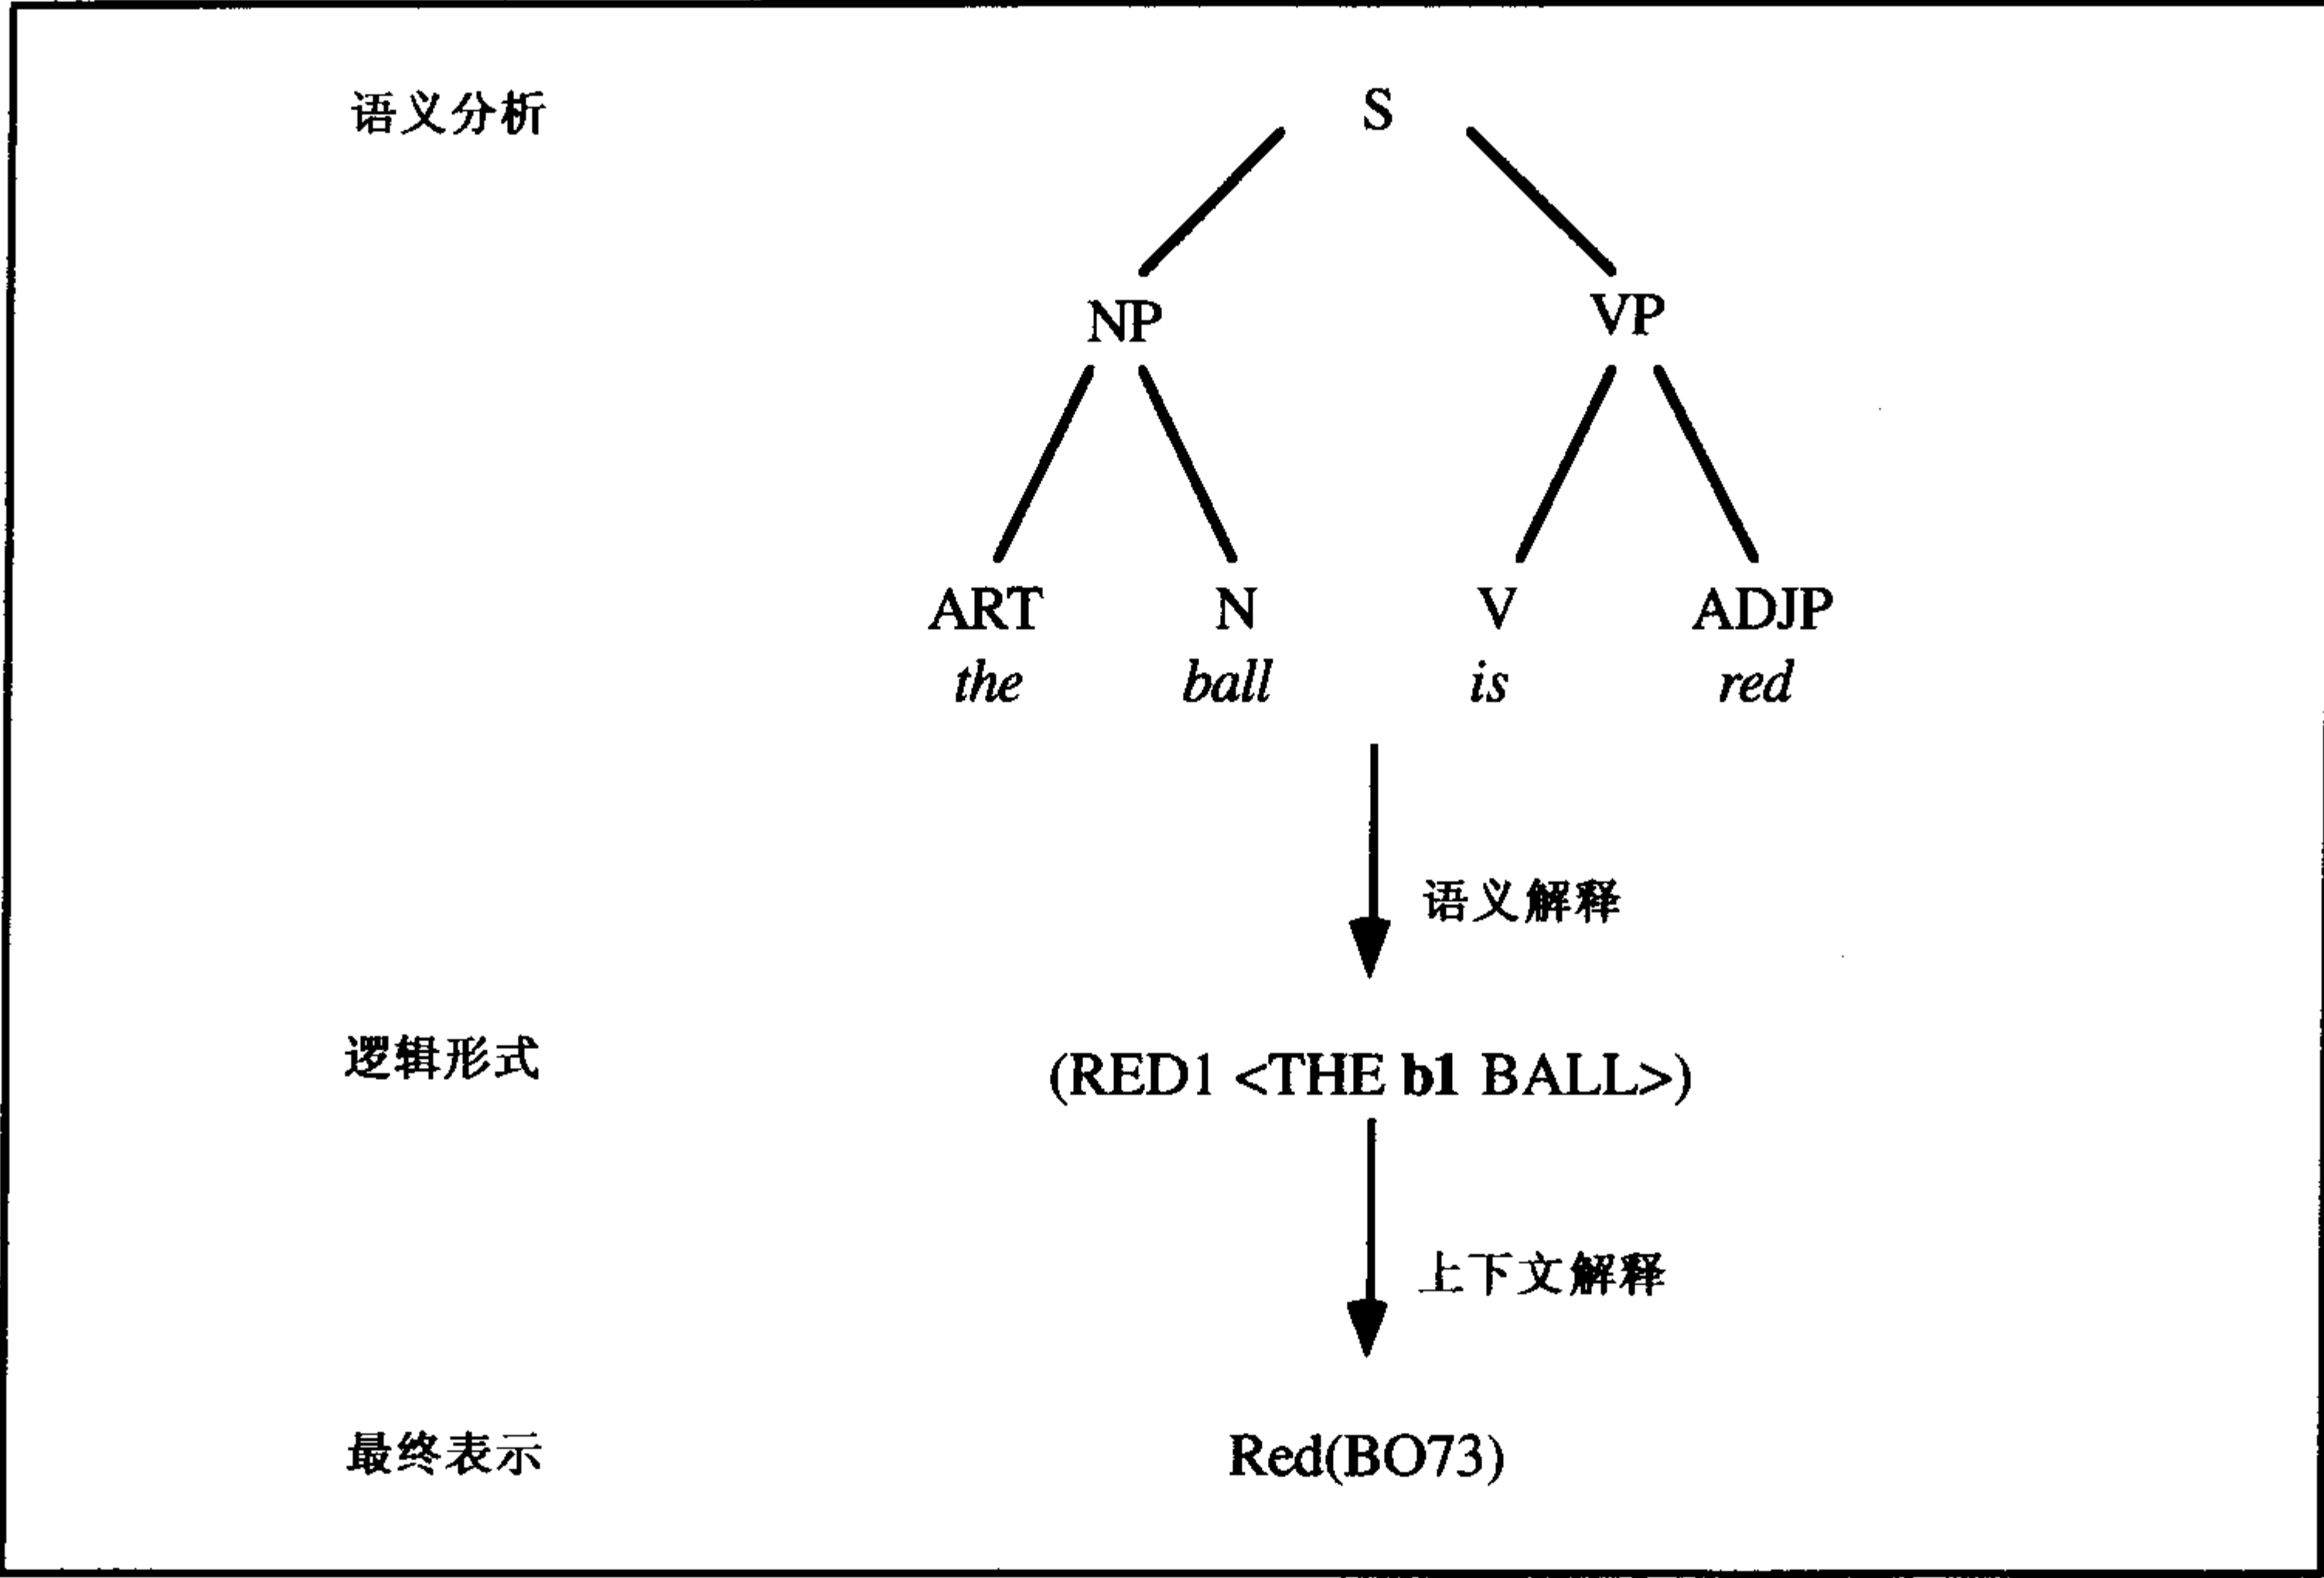 语义分析 S
NP VP
ART N V ADJP
the ball is red
语义解释
逻辑形式 (RED1 <THE b1 BALL>)
上下文解释
最终表示 Red(BO73)